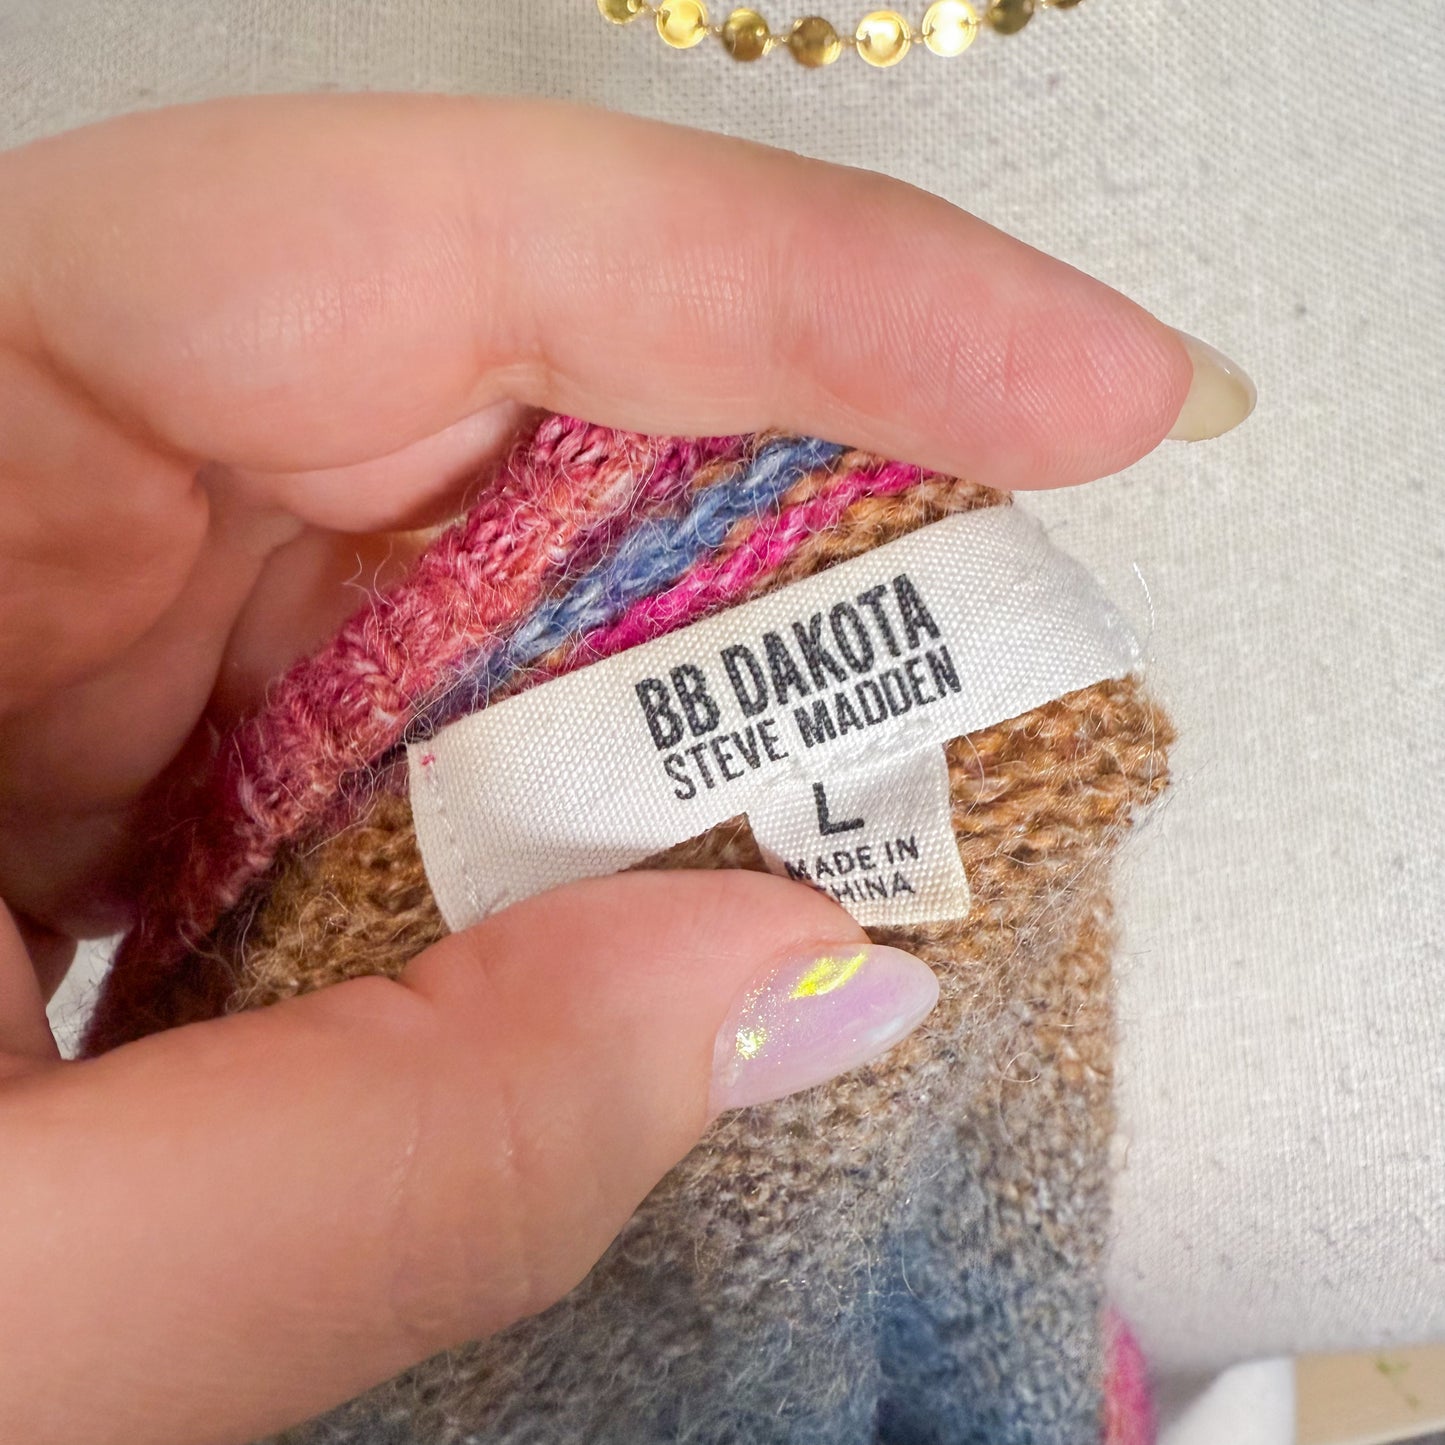 BB DAKOTA
STEVE MADDEN
L
MADE IN
CHINA